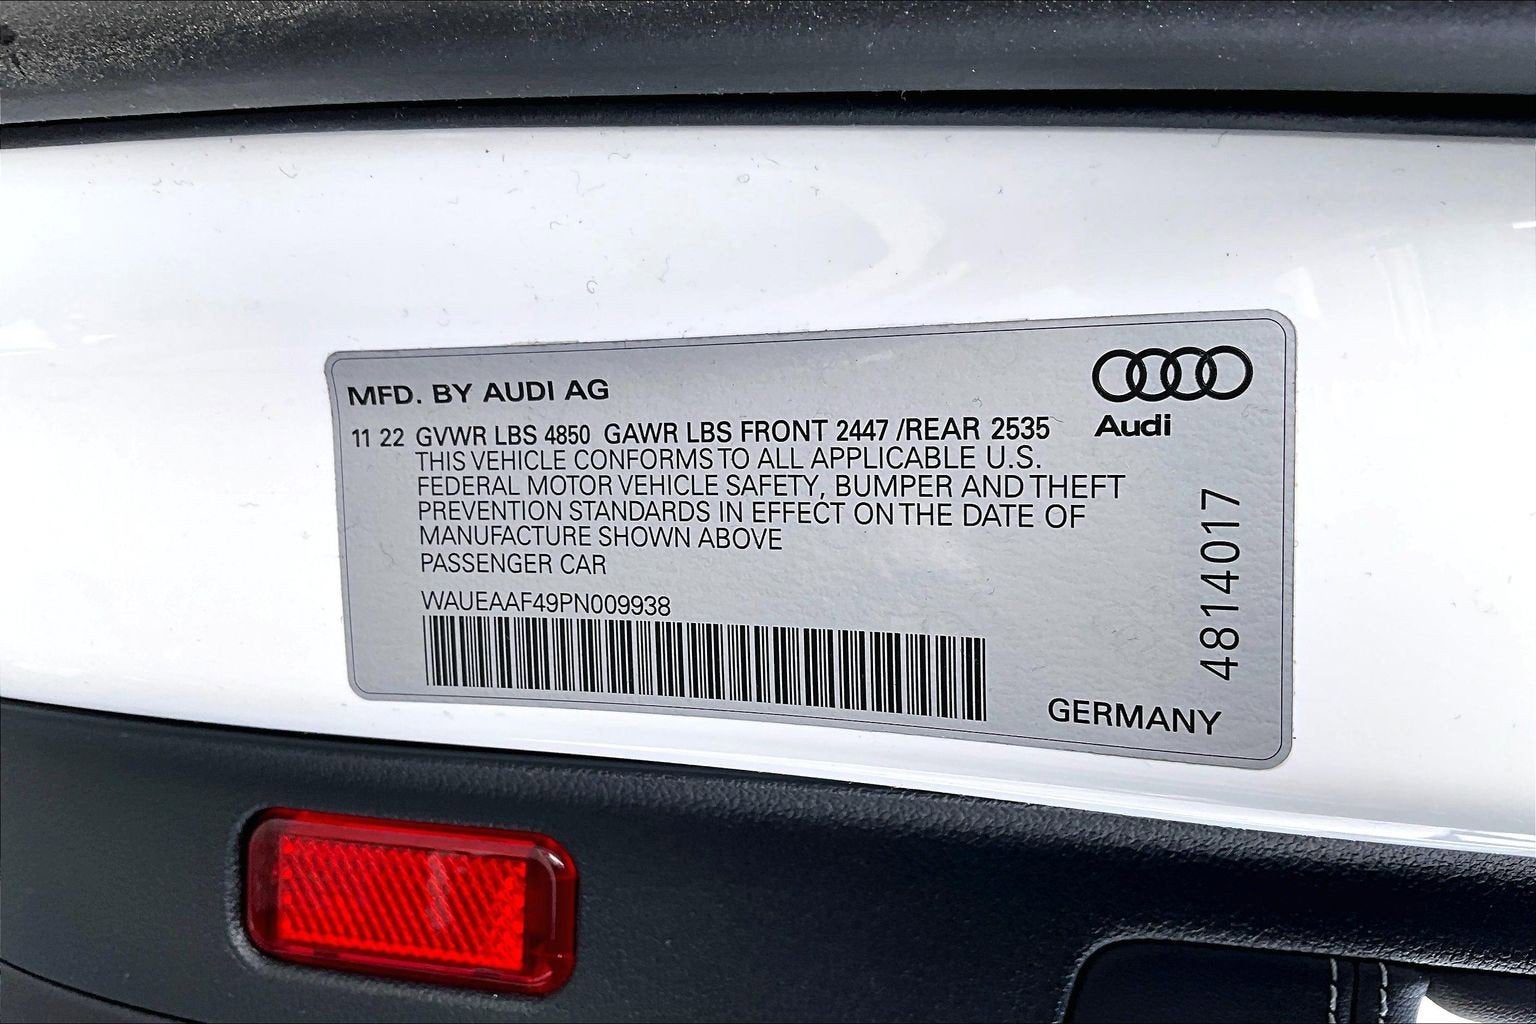 MFD. BY AUDI AG
Audi
11 22 GVWR LBS 4850 GAWR LBS FRONT 2447 /REAR 2535
THIS VEHICLE CONFORMS TO ALL APPLICABLE U.S.
FEDERAL MOTOR VEHICLE SAFETY, BUMPER AND THEFT
PREVENTION STANDARDS IN EFFECT ON THE DATE OF
MANUFACTURE SHOWN ABOVE
PASSENGER CAR
WAUEAAF49PN009938
4814017
GERMANY